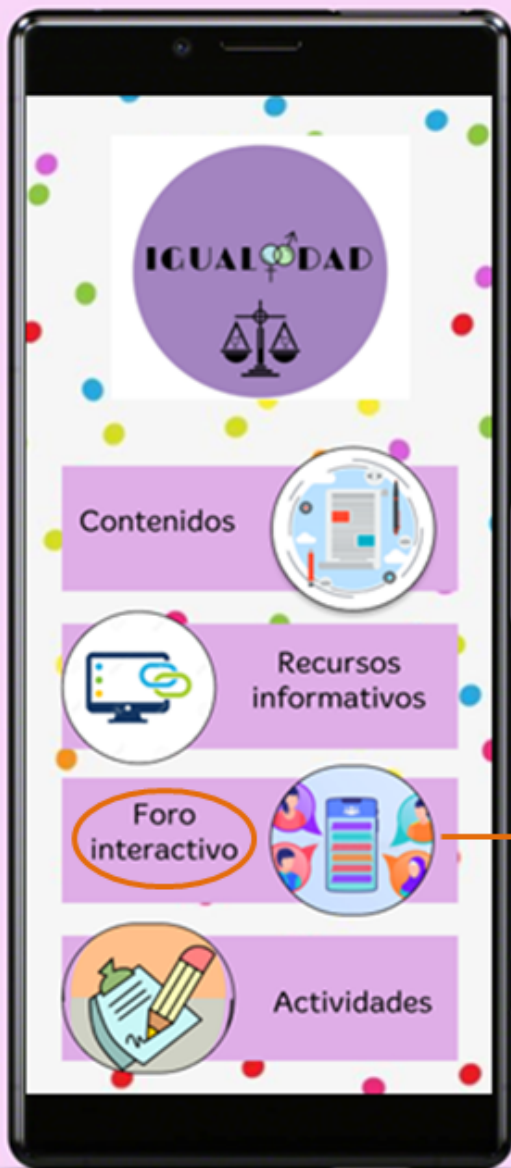 IGUALDAD
Contenidos
Recursos
informativos
Foro
interactivo
Actividades